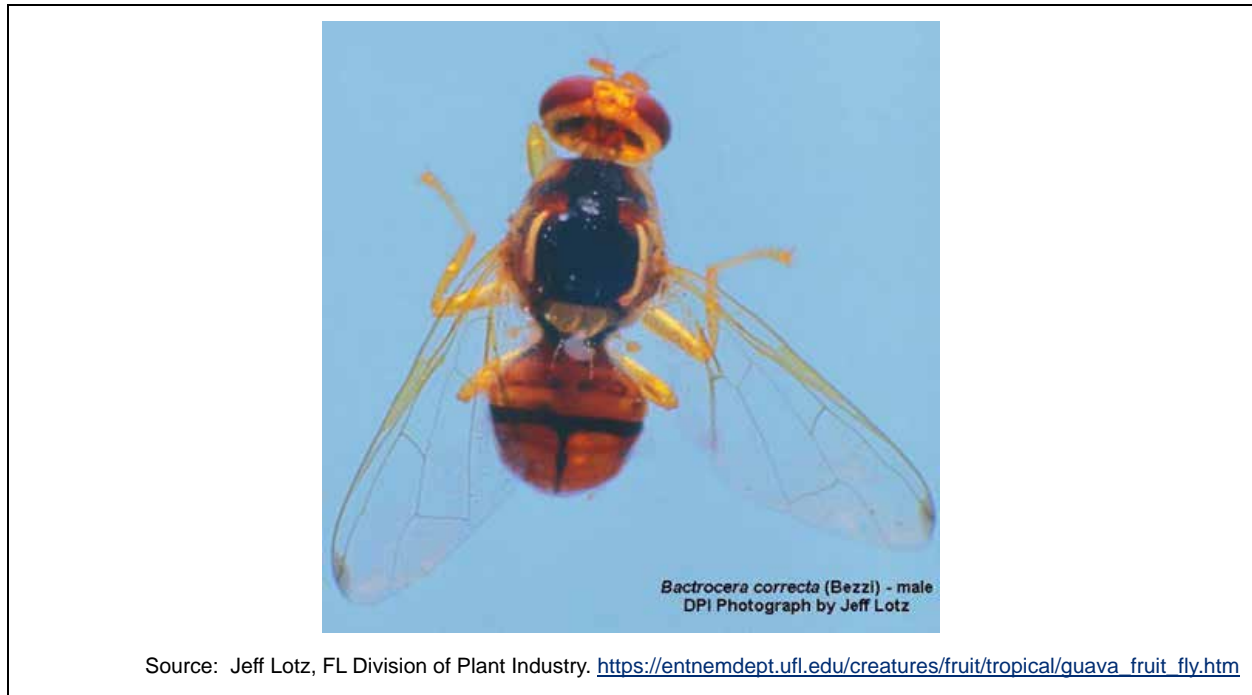 Bactrocera correcta (Bezzi) - male
DPI Photograph by Jeff Lotz
Source: Jeff Lotz, FL Division of Plant Industry. https://entnemdept.ufl.edu/creatures/fruit/tropical/guava_fruit_fly.htm